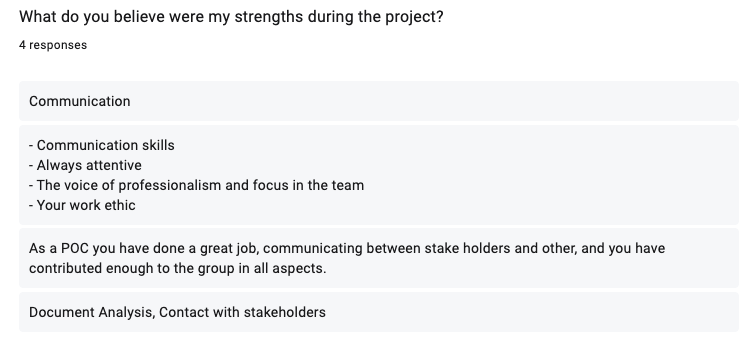 What do you believe were my strengths during the project?
4 responses
Communication
- Communication skills
- Always attentive
- The voice of professionalism and focus in the team
- Your work ethic
As a POC you have done a great job, communicating between stake holders and other, and you have
contributed enough to the group in all aspects.
Document Analysis, Contact with stakeholders